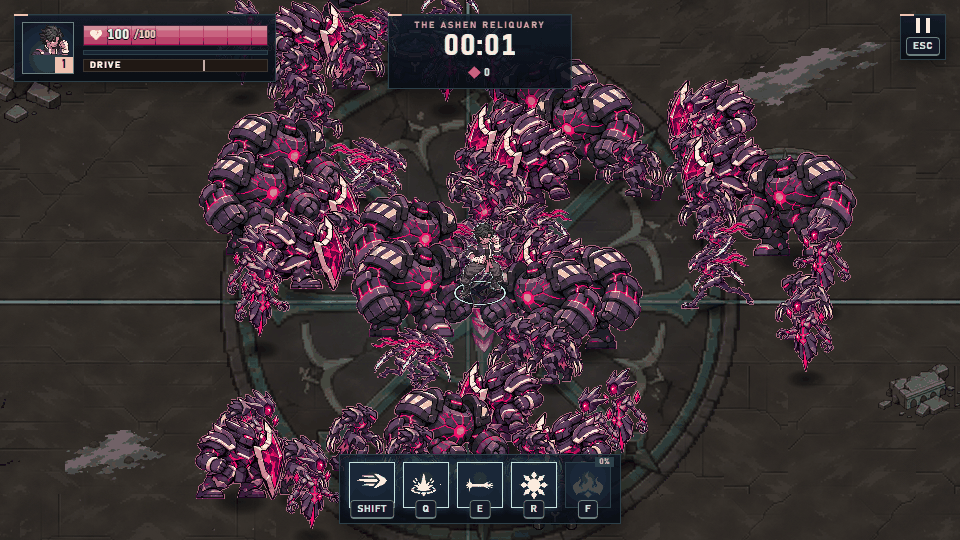 100 /100
1
DRIVE
THE ASHEN RELIQUARY
00:01
0
ESC
0%
SHIFT
Q
E
R
F